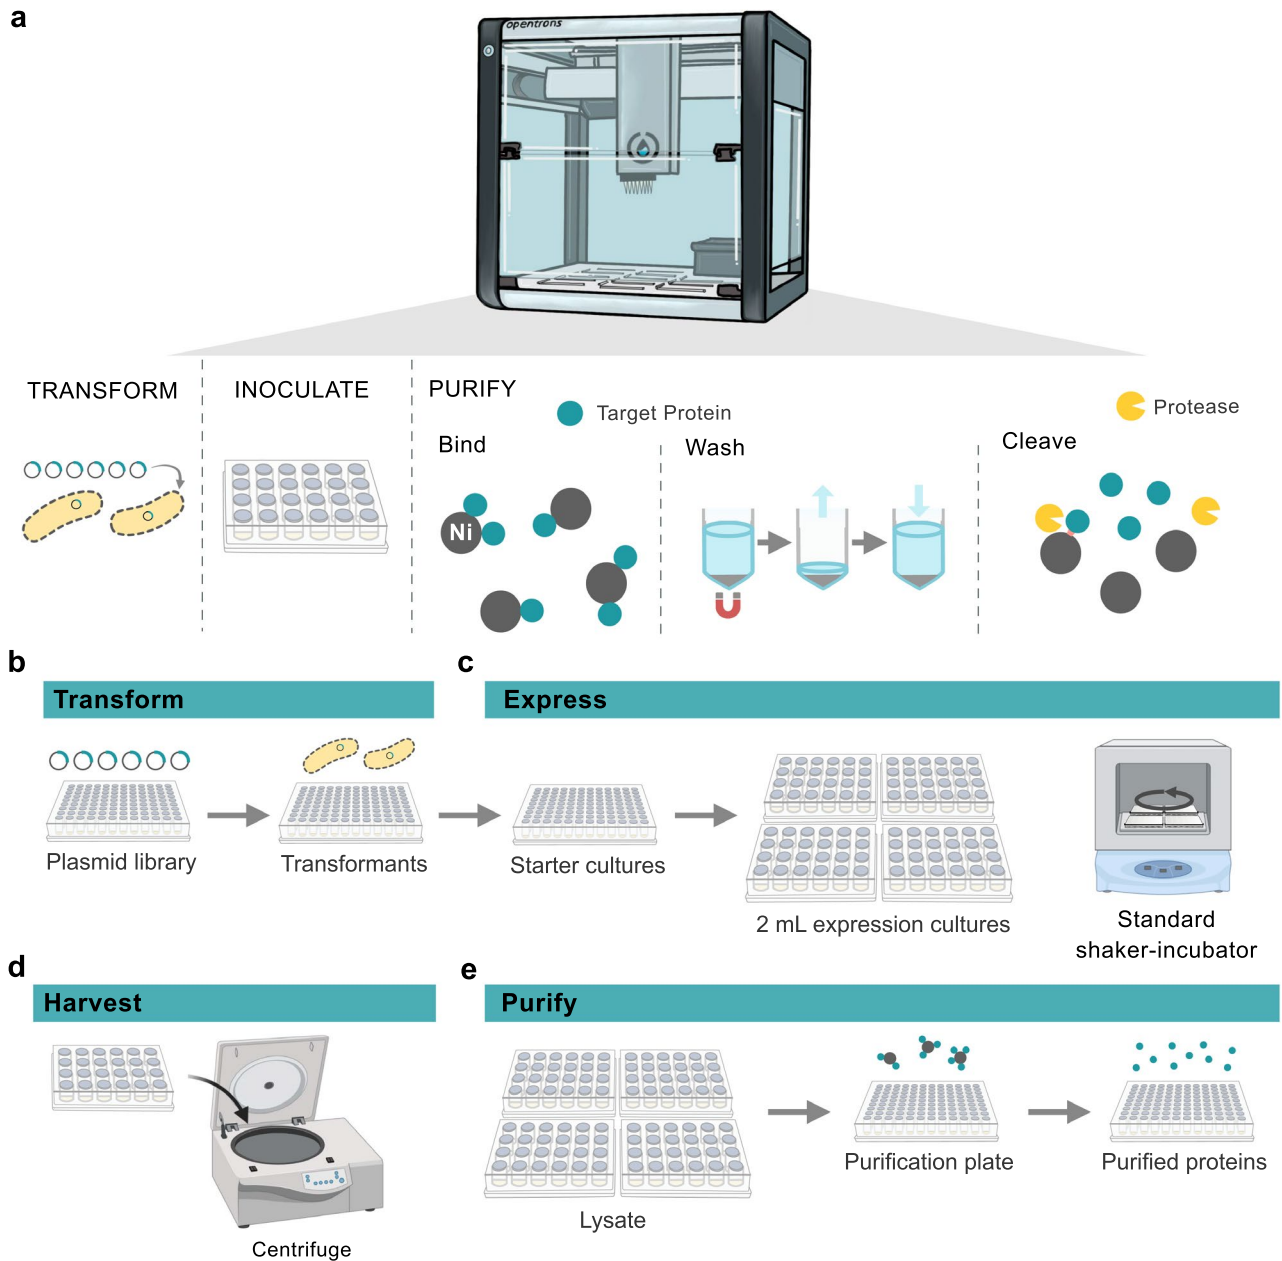 a
opentrons
TRANSFORM
INOCULATE
PURIFY
Target Protein
Protease
Bind
Wash
Cleave
Ni
b
Transform
Plasmid library
Transformants
c
Express
Starter cultures
2 mL expression cultures
Standard
shaker-incubator
d
Harvest
Centrifuge
e
Purify
Lysate
Purification plate
Purified proteins